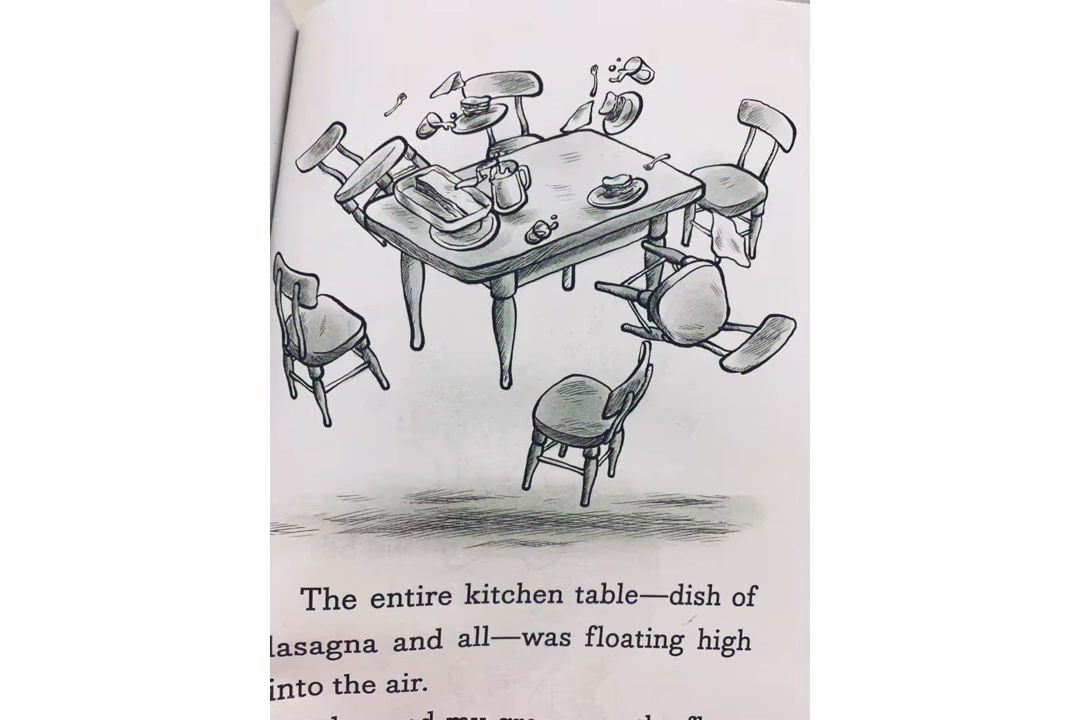 The entire kitchen table—dish of
lasagna and all—was floating high
into the air.